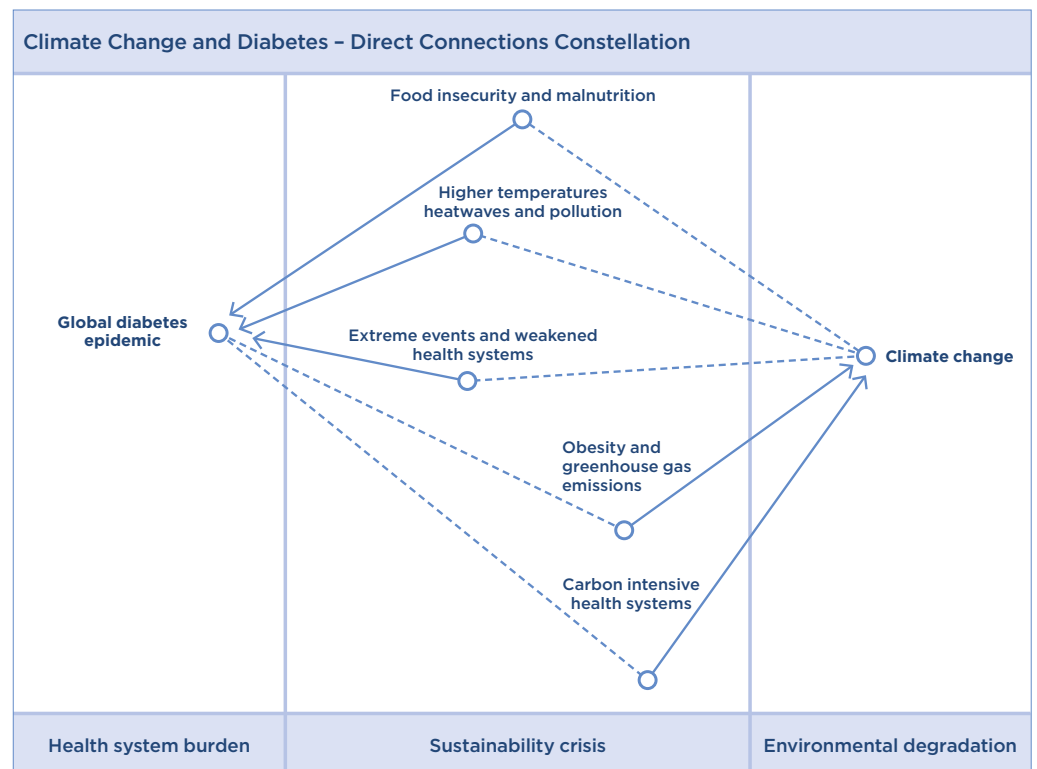 Climate Change and Diabetes – Direct Connections Constellation
Food insecurity and malnutrition
Higher temperatures
heatwaves and pollution
Global diabetes
epidemic
Extreme events and weakened
health systems
Climate change
Obesity and
greenhouse gas
emissions
Carbon intensive
health systems
Health system burden
Sustainability crisis
Environmental degradation